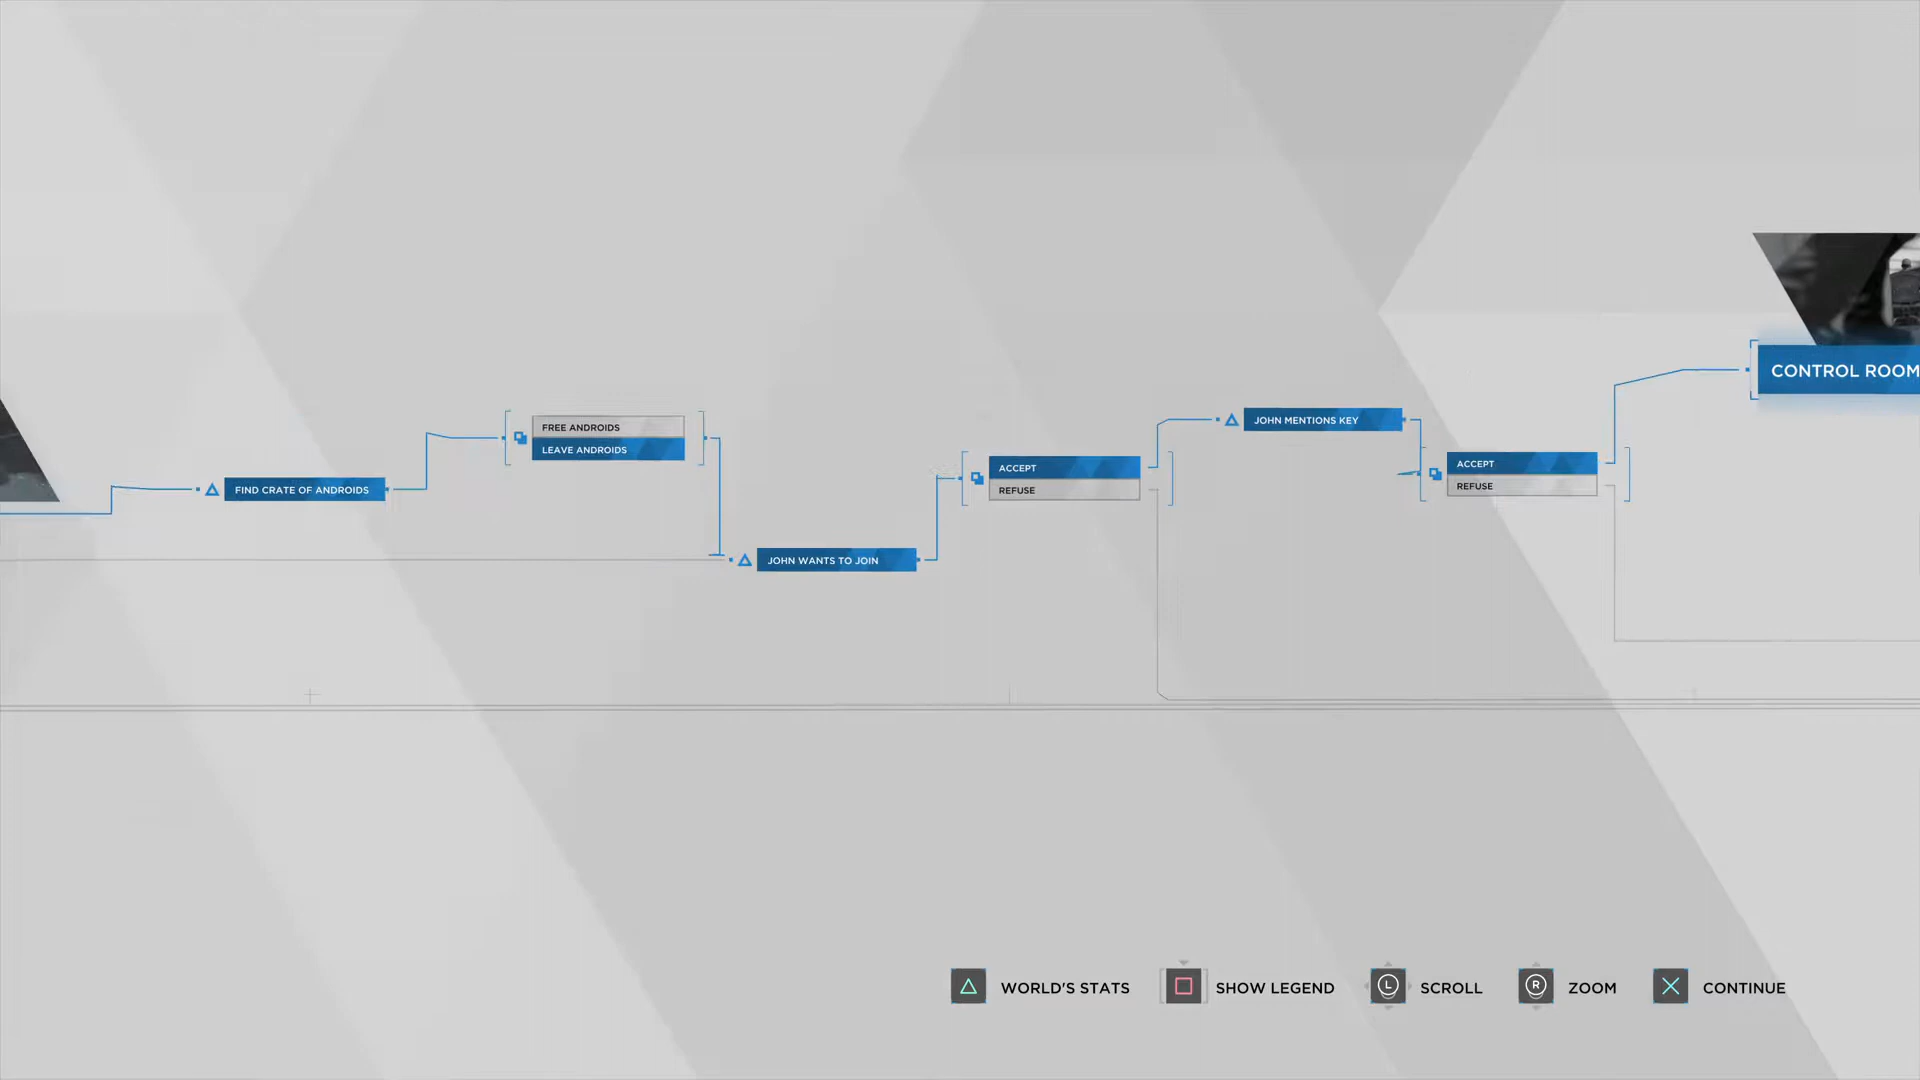 FIND CRATE OF ANDROIDS
FREE ANDROIDS
LEAVE ANDROIDS
JOHN WANTS TO JOIN
ACCEPT
REFUSE
JOHN MENTIONS KEY
ACCEPT
REFUSE
CONTROL ROOM
WORLD'S STATS
SHOW LEGEND
L SCROLL
R ZOOM
CONTINUE